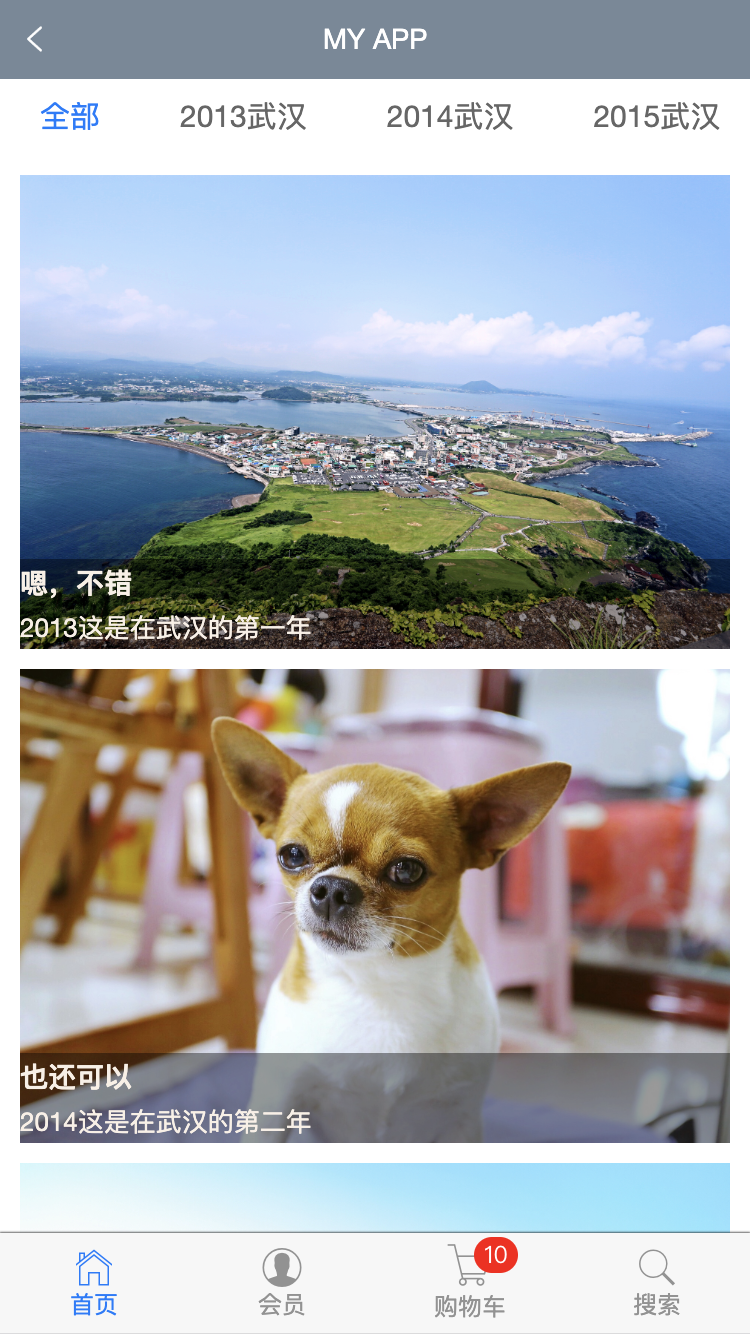 MY APP
全部 2013武汉 2014武汉 2015武汉
嗯，不错
2013这是在武汉的第一年
也还可以
2014这是在武汉的第二年
10
首页 会员 购物车 搜索